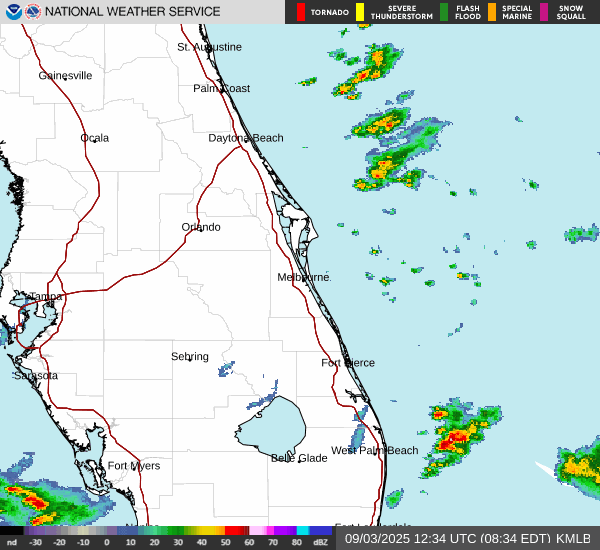 NATIONAL WEATHER SERVICE
TORNADO
SEVERE THUNDERSTORM
FLASH FLOOD
SPECIAL MARINE
SNOW SQUALL
St. Augustine
Gainesville
Palm Coast
Ocala
Daytona Beach
Orlando
Melbourne
Tampa
Sebring
Fort Pierce
Sarasota
West Palm Beach
Belle Glade
Fort Myers
nd -30 -20 -10 0 10 20 30 40 50 60 70 80 dBZ
09/03/2025 12:34 UTC (08:34 EDT) KMLB